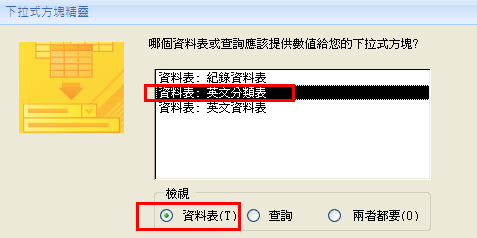 下拉式方塊精靈
哪個資料表或查詢應該提供數值給您的下拉式方塊?
資料表: 紀錄資料表
資料表: 英文分類表
資料表: 英文資料表
檢視
資料表(T) 查詢 兩者都要(O)